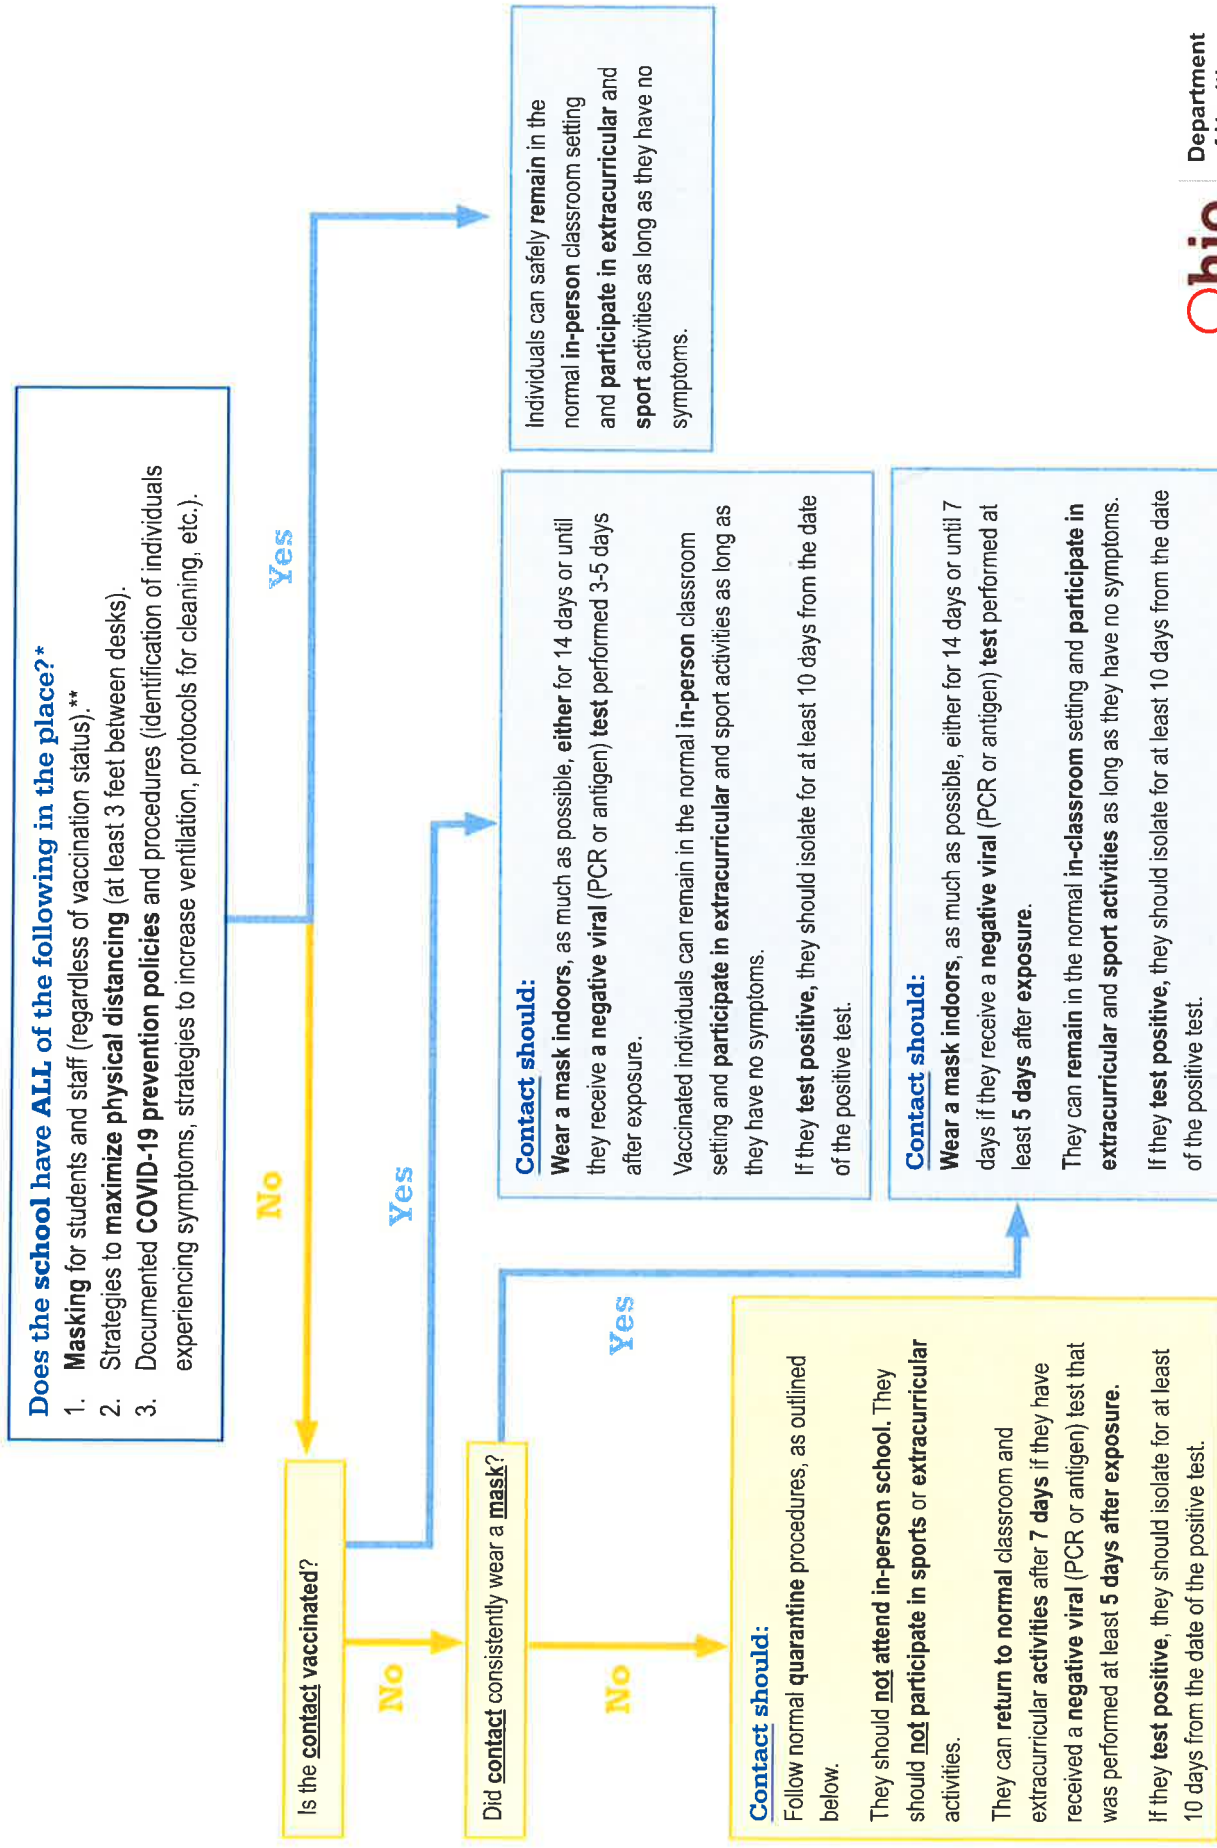 Does the school have ALL of the following in the place?*
1. Masking for students and staff (regardless of vaccination status).**
2. Strategies to maximize physical distancing (at least 3 feet between desks).
3. Documented COVID-19 prevention policies and procedures (identification of individuals
experiencing symptoms, strategies to increase ventilation, protocols for cleaning, etc.).
No
Yes
Is the contact vaccinated?
No
Yes
Did contact consistently wear a mask?
No
Yes
Individuals can safely remain in the
normal in-person classroom setting
and participate in extracurricular and
sport activities as long as they have no
symptoms.
Contact should:
Wear a mask indoors, as much as possible, either for 14 days or until
they receive a negative viral (PCR or antigen) test performed 3-5 days
after exposure.
Vaccinated individuals can remain in the normal in-person classroom
setting and participate in extracurricular and sport activities as long as
they have no symptoms.
If they test positive, they should isolate for at least 10 days from the date
of the positive test.
Contact should:
Follow normal quarantine procedures, as outlined
below.
They should not attend in-person school. They
should not participate in sports or extracurricular
activities.
They can return to normal classroom and
extracurricular activities after 7 days if they have
received a negative viral (PCR or antigen) test that
was performed at least 5 days after exposure.
If they test positive, they should isolate for at least
10 days from the date of the positive test.
Contact should:
Wear a mask indoors, as much as possible, either for 14 days or until 7
days if they receive a negative viral (PCR or antigen) test performed at
least 5 days after exposure.
They can remain in the normal in-classroom setting and participate in
extracurricular and sport activities as long as they have no symptoms.
If they test positive, they should isolate for at least 10 days from the date
of the positive test.
Ohio
Department